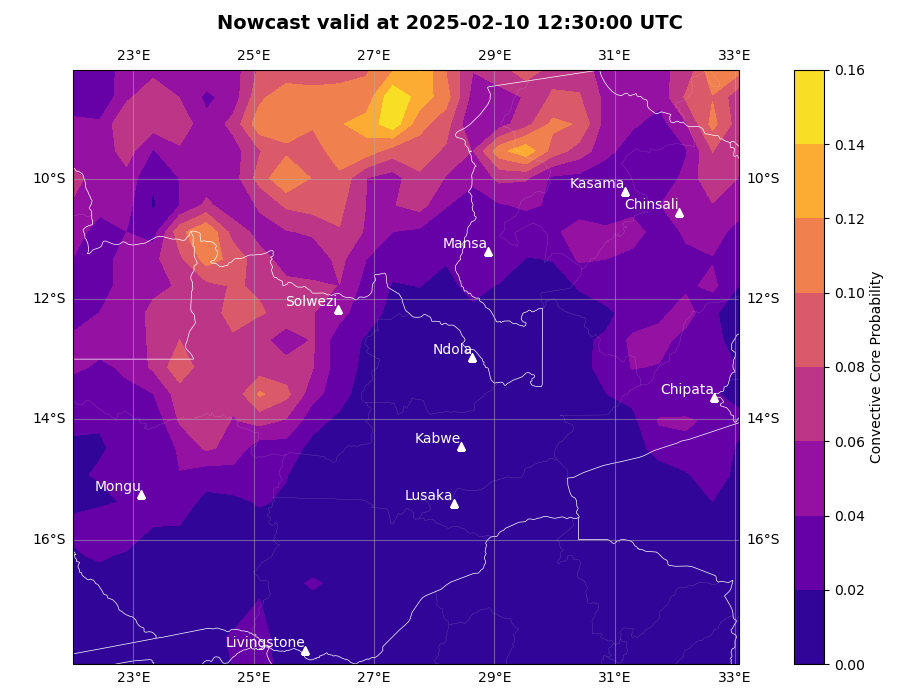 Nowcast valid at 2025-02-10 12:30:00 UTC
23°E 25°E 27°E 29°E 31°E 33°E
0.16
0.14
0.12
0.10
0.08
0.06
0.04
0.02
0.00
Convective Core Probability
10°S 10°S
12°S 12°S
14°S 14°S
16°S 16°S
Kasama
Chinsali
Mansa
Solwezi
Ndola
Chipata
Kabwe
Mongu
Lusaka
Livingstone
23°E 25°E 27°E 29°E 31°E 33°E